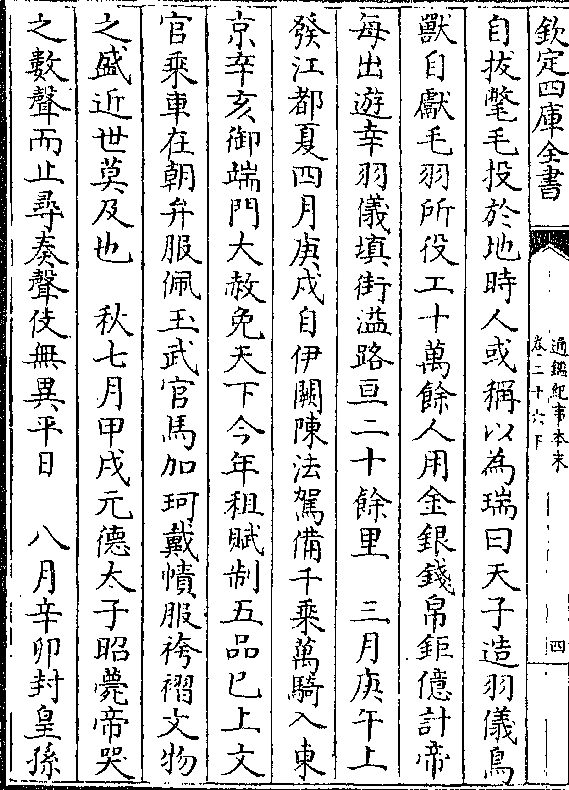 欽定四庫全書
通鑑紀事本末
卷二十六下
四
自拔氅毛投於地時人或稱以為瑞曰天子造羽儀鳥
獸自獻毛羽所役工十萬餘人用金銀錢帛鉅億計帝
每出遊幸羽儀填街溢路亘二十餘里　三月庚午上
發江都夏四月庚戌自伊闕陳法駕備千乘萬騎入東
京辛亥御端門大赦免天下今年租賦制五品已上文
官乘車在朝弁服佩玉武官馬加珂戴幘服袴褶文物
之盛近世莫及也　秋七月甲戌元德太子昭薨帝哭
之數聲而止尋奏聲伎無異平日　八月辛卯封皇孫